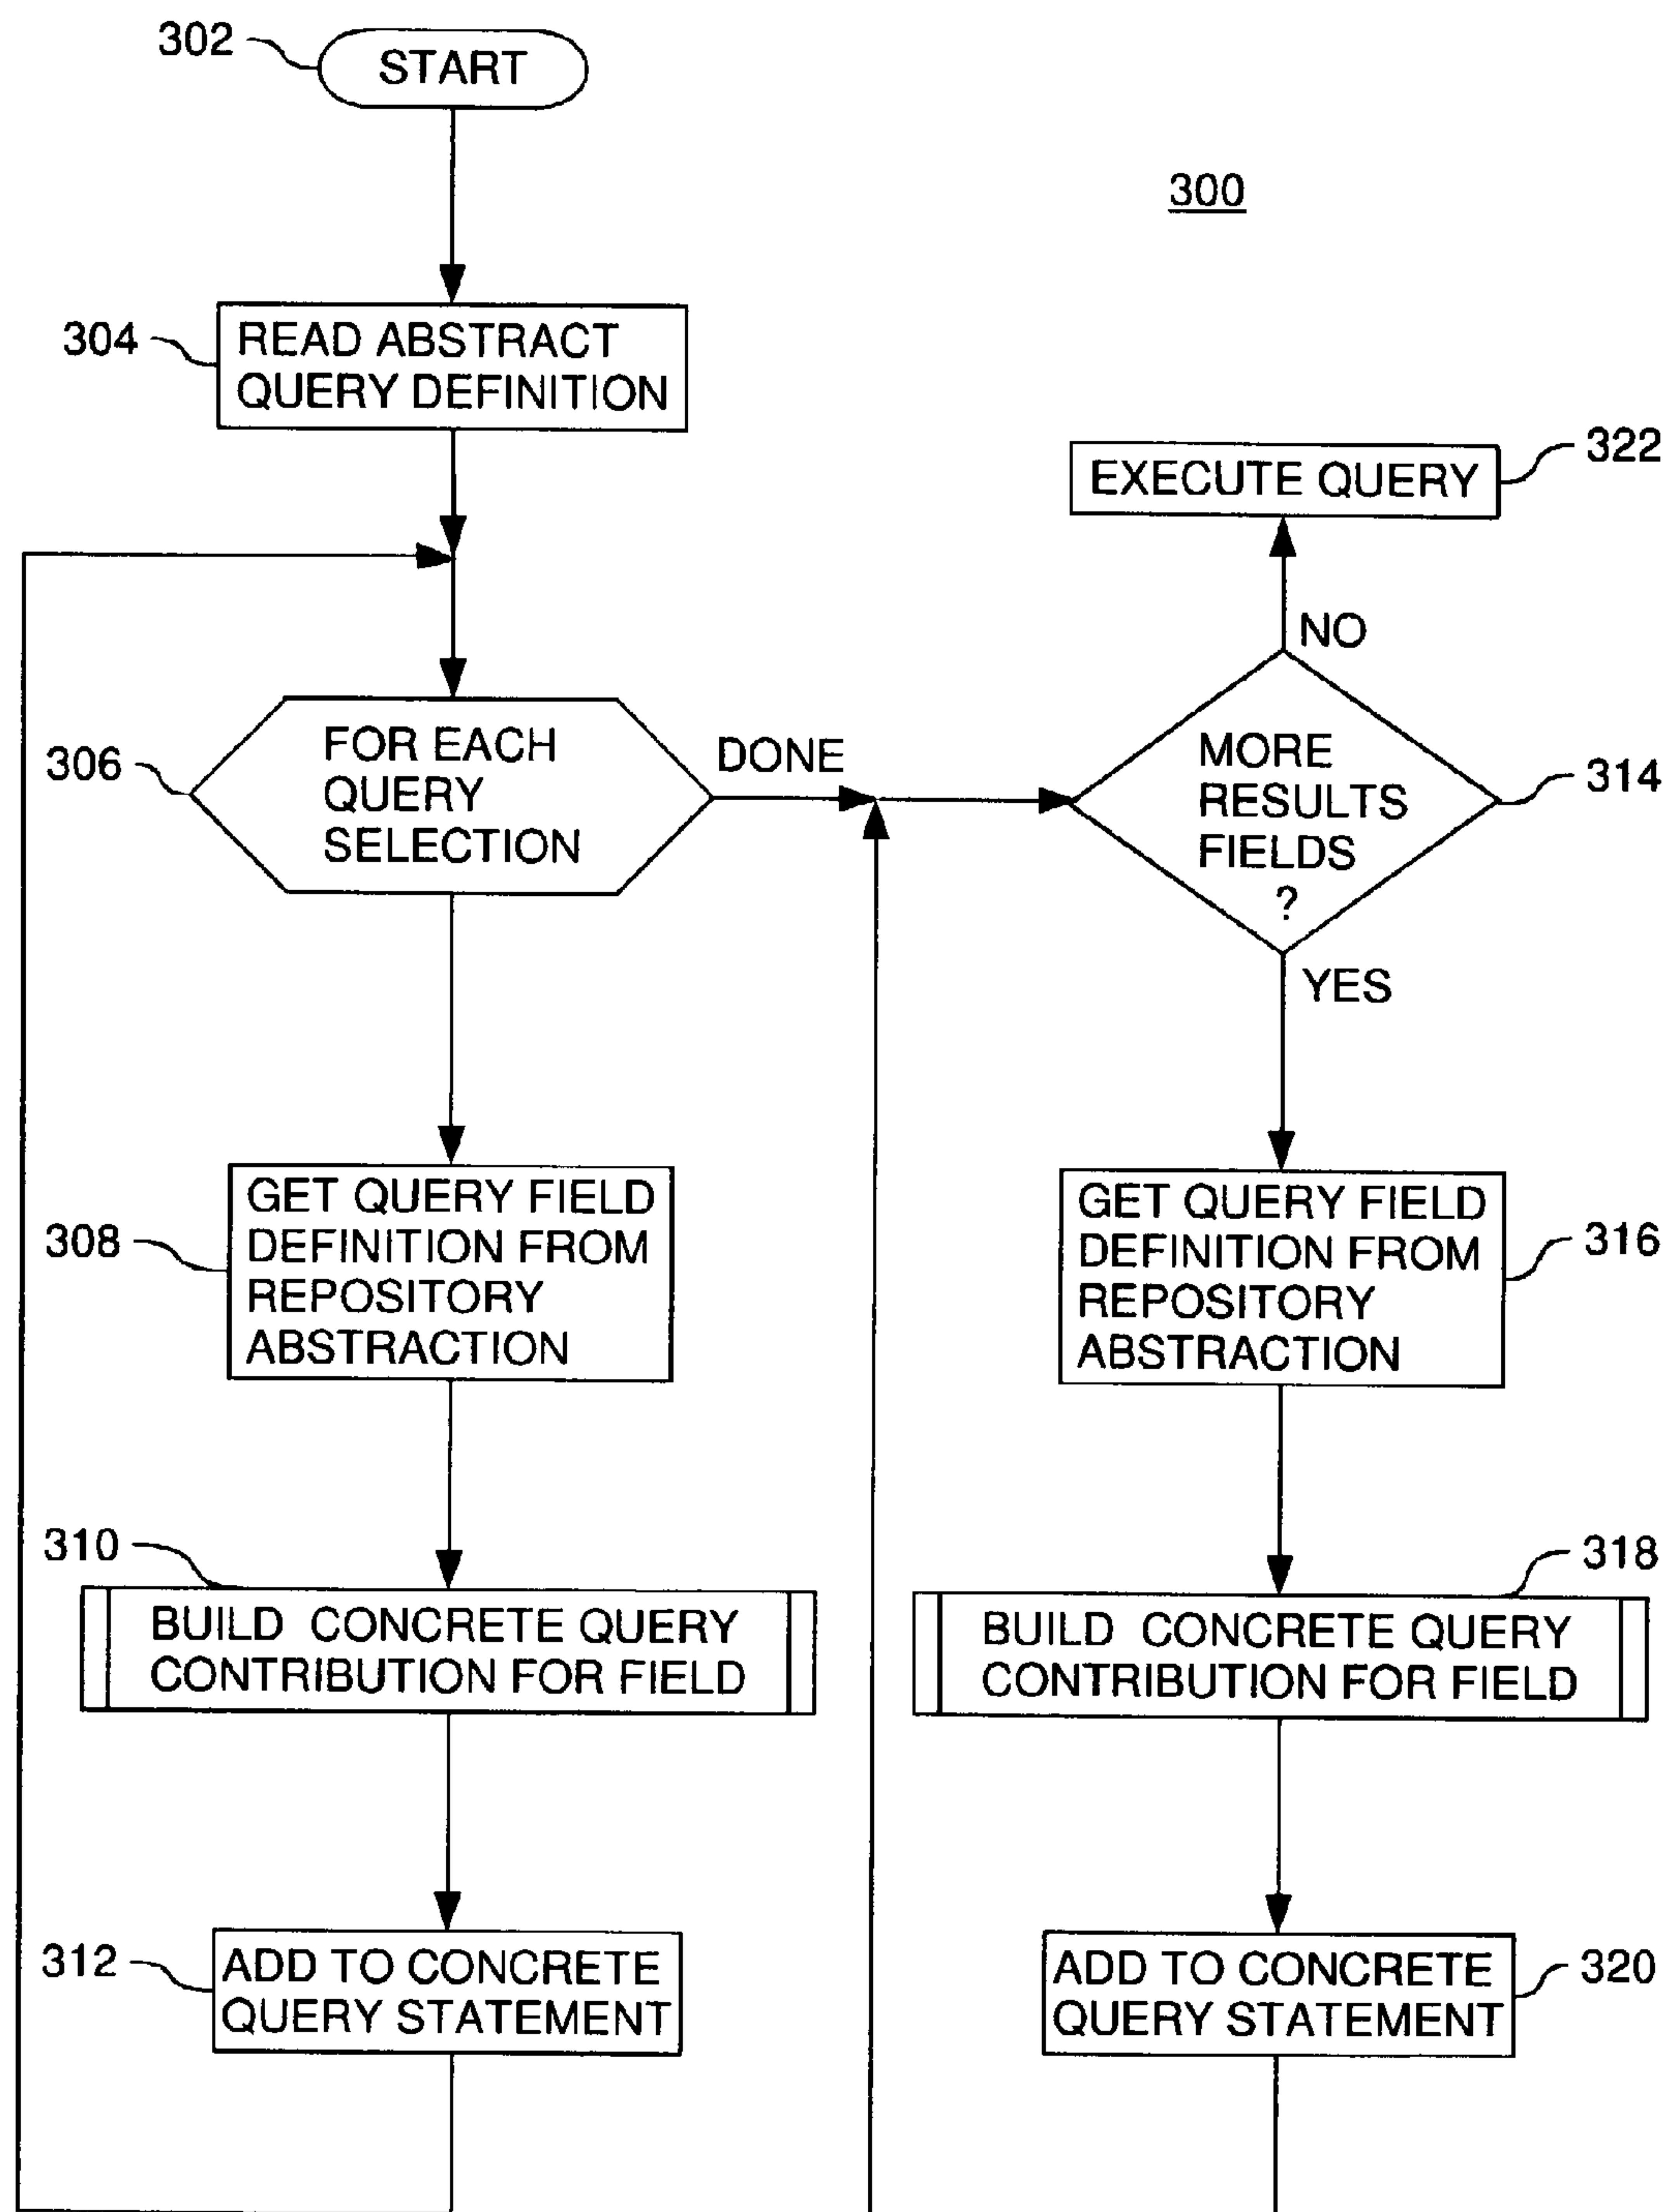 302
START
300
304
READ ABSTRACT
QUERY DEFINITION
322
EXECUTE QUERY
NO
306
FOR EACH
QUERY
SELECTION
DONE
MORE
RESULTS
FIELDS
?
314
YES
308
GET QUERY FIELD
DEFINITION FROM
REPOSITORY
ABSTRACTION
316
GET QUERY FIELD
DEFINITION FROM
REPOSITORY
ABSTRACTION
310
BUILD CONCRETE QUERY
CONTRIBUTION FOR FIELD
318
BUILD CONCRETE QUERY
CONTRIBUTION FOR FIELD
312
ADD TO CONCRETE
QUERY STATEMENT
320
ADD TO CONCRETE
QUERY STATEMENT